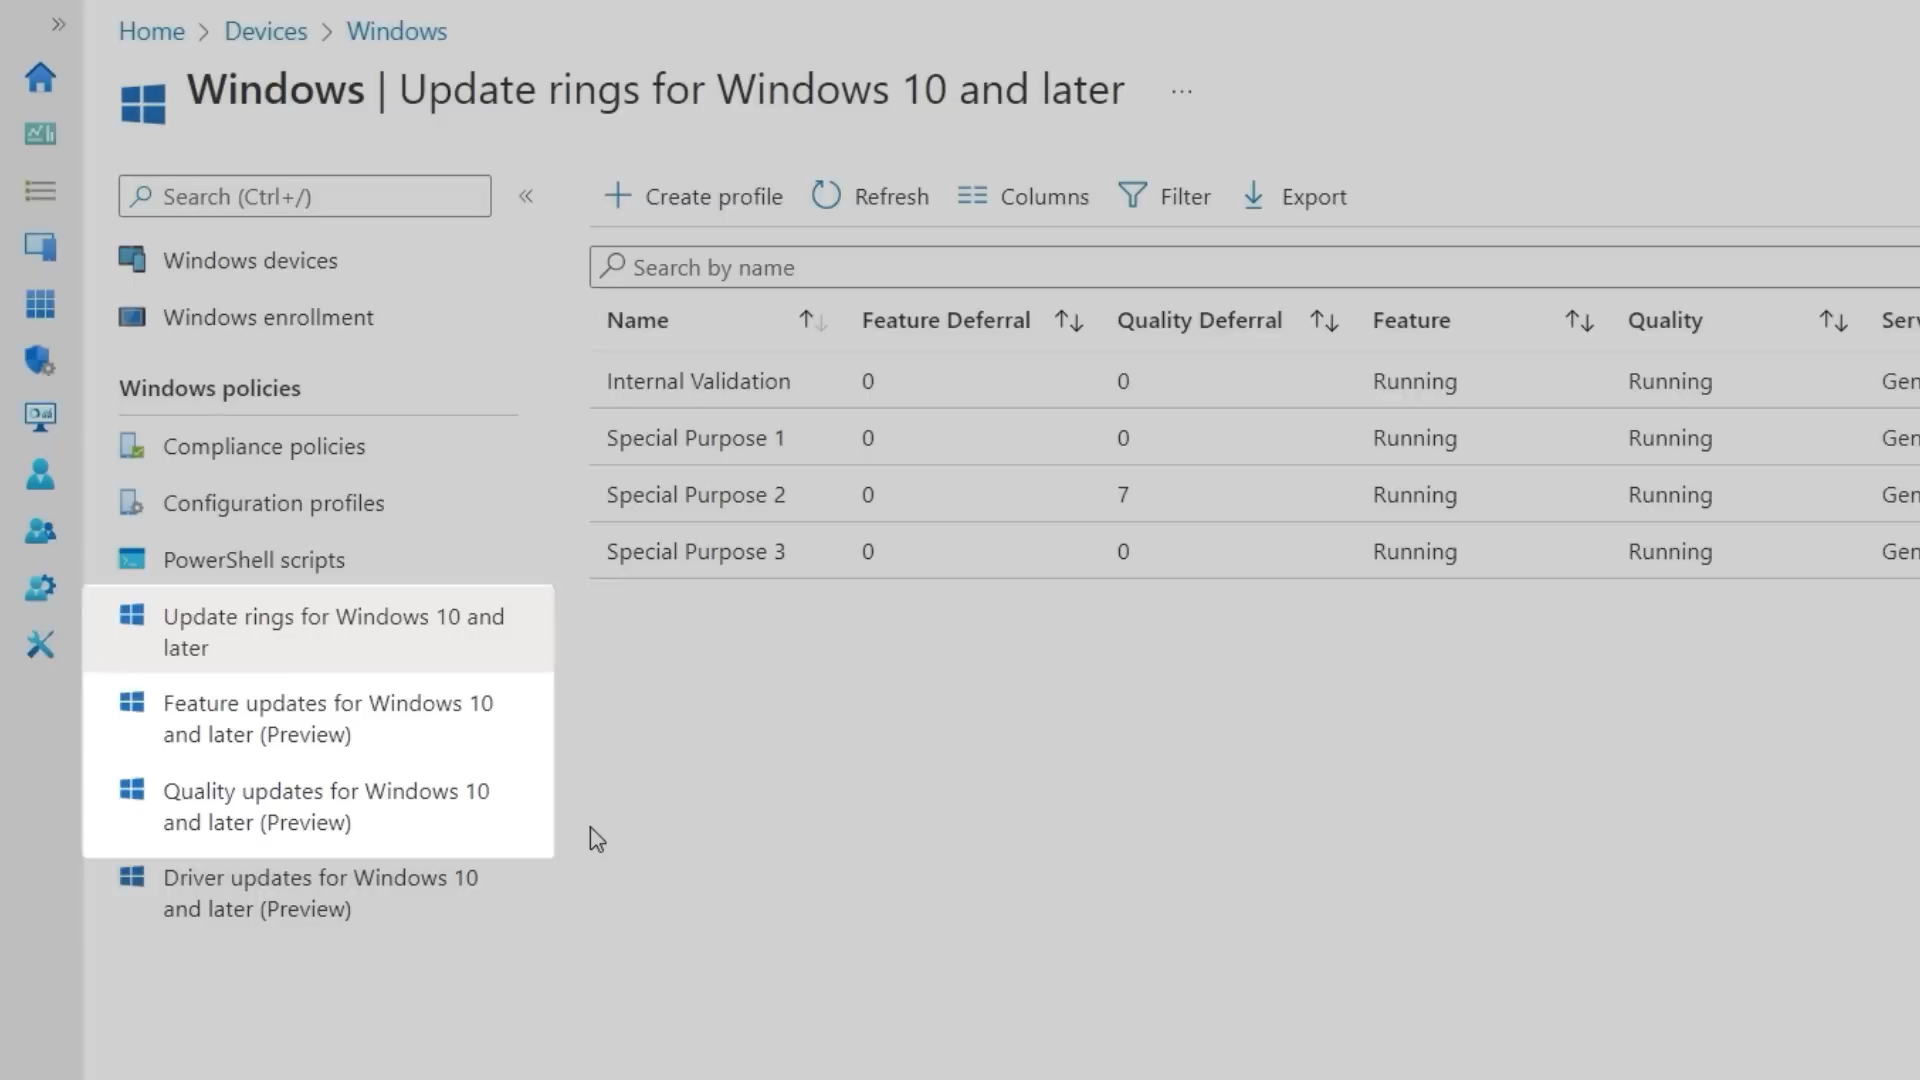 Home > Devices > Windows
Windows | Update rings for Windows 10 and later ...
Search (Ctrl+/)
Create profile Refresh Columns Filter Export
Search by name
Windows devices
Windows enrollment
Windows policies
Compliance policies
Configuration profiles
PowerShell scripts
Update rings for Windows 10 and
later
Feature updates for Windows 10
and later (Preview)
Quality updates for Windows 10
and later (Preview)
Driver updates for Windows 10
and later (Preview)
Name Feature Deferral Quality Deferral Feature Quality Serv
Internal Validation 0 0 Running Running Gen
Special Purpose 1 0 0 Running Running Gen
Special Purpose 2 0 7 Running Running Gen
Special Purpose 3 0 0 Running Running Gen